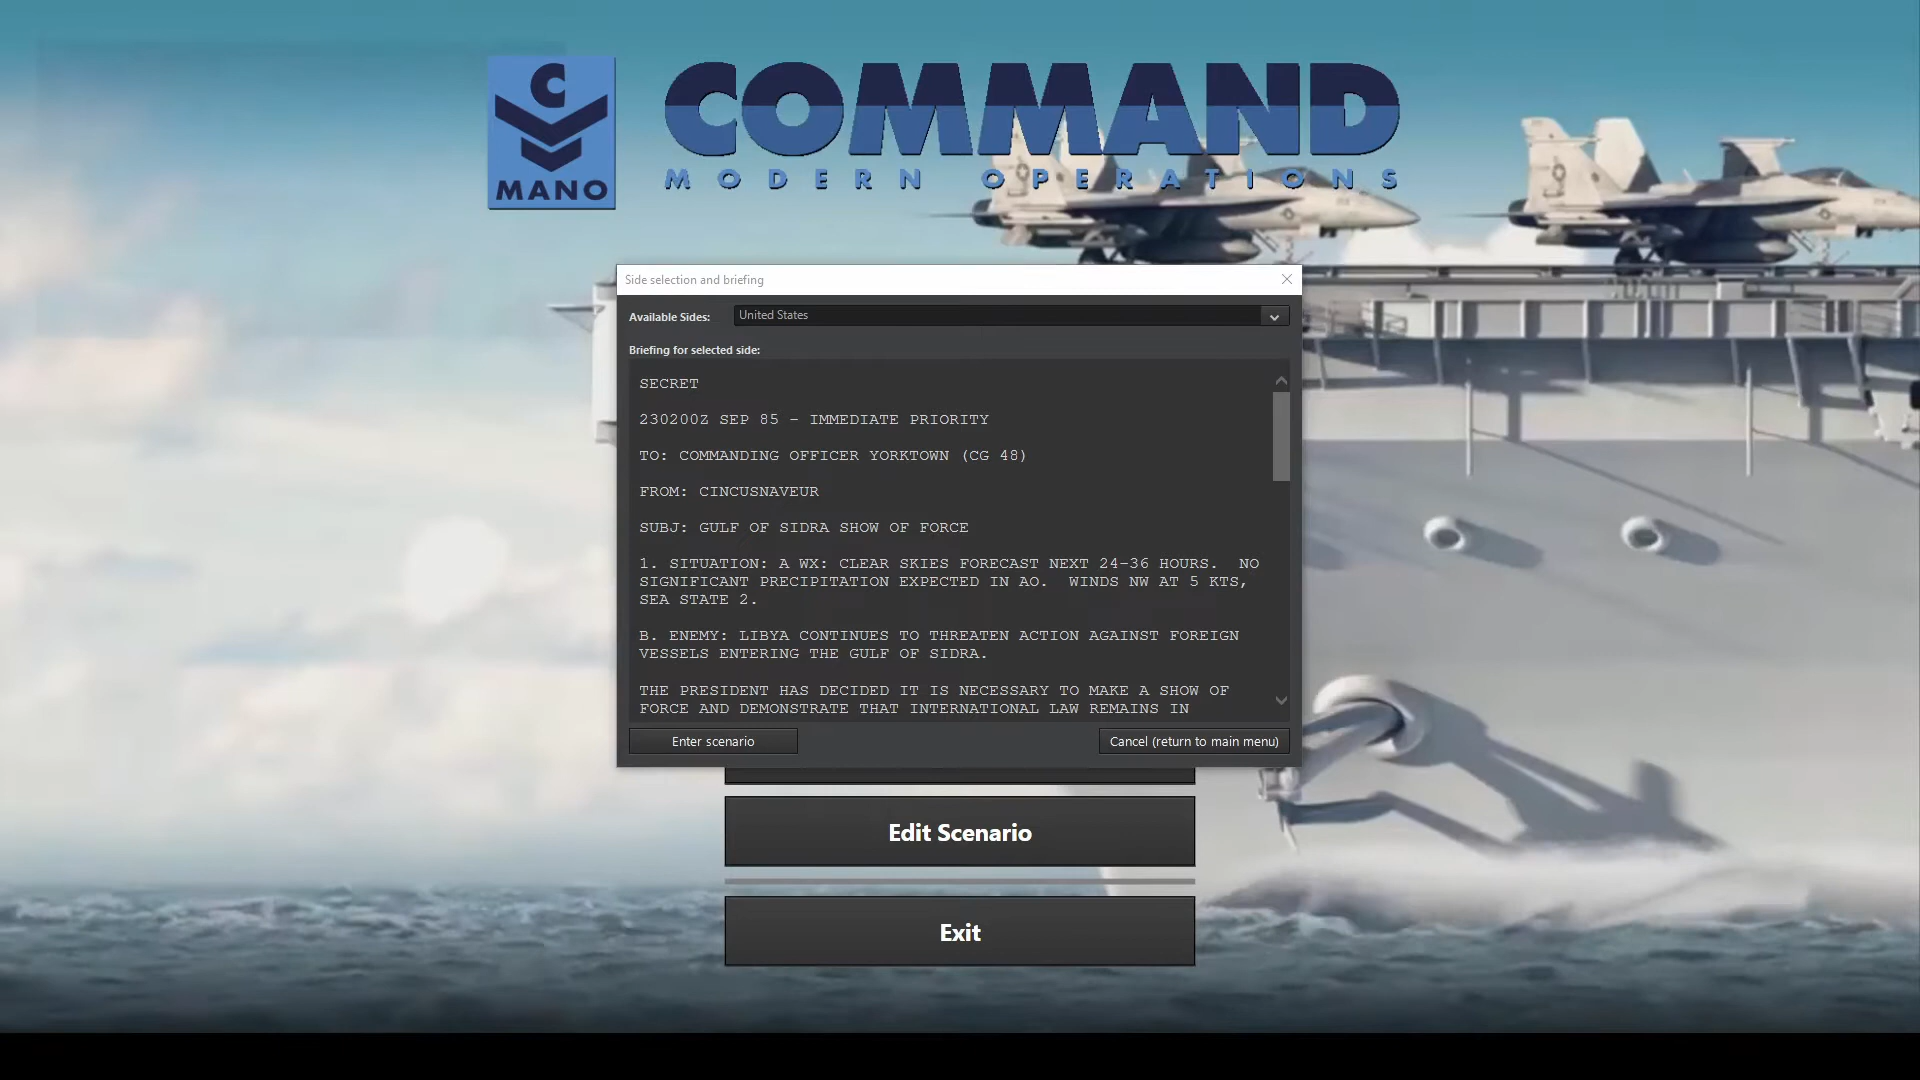 C
MANO
COMMAND
MODERN OPERATIONS
Side selection and briefing
Available Sides:
United States
Briefing for selected side:
SECRET
230200Z SEP 85 - IMMEDIATE PRIORITY
TO: COMMANDING OFFICER YORKTOWN (CG 48)
FROM: CINCUSNAVEUR
SUBJ: GULF OF SIDRA SHOW OF FORCE
1. SITUATION: A WX: CLEAR SKIES FORECAST NEXT 24-36 HOURS.  NO
SIGNIFICANT PRECIPITATION EXPECTED IN AO.  WINDS NW AT 5 KTS,
SEA STATE 2.
B. ENEMY: LIBYA CONTINUES TO THREATEN ACTION AGAINST FOREIGN
VESSELS ENTERING THE GULF OF SIDRA.
THE PRESIDENT HAS DECIDED IT IS NECESSARY TO MAKE A SHOW OF
FORCE AND DEMONSTRATE THAT INTERNATIONAL LAW REMAINS IN
Enter scenario
Cancel (return to main menu)
Edit Scenario
Exit